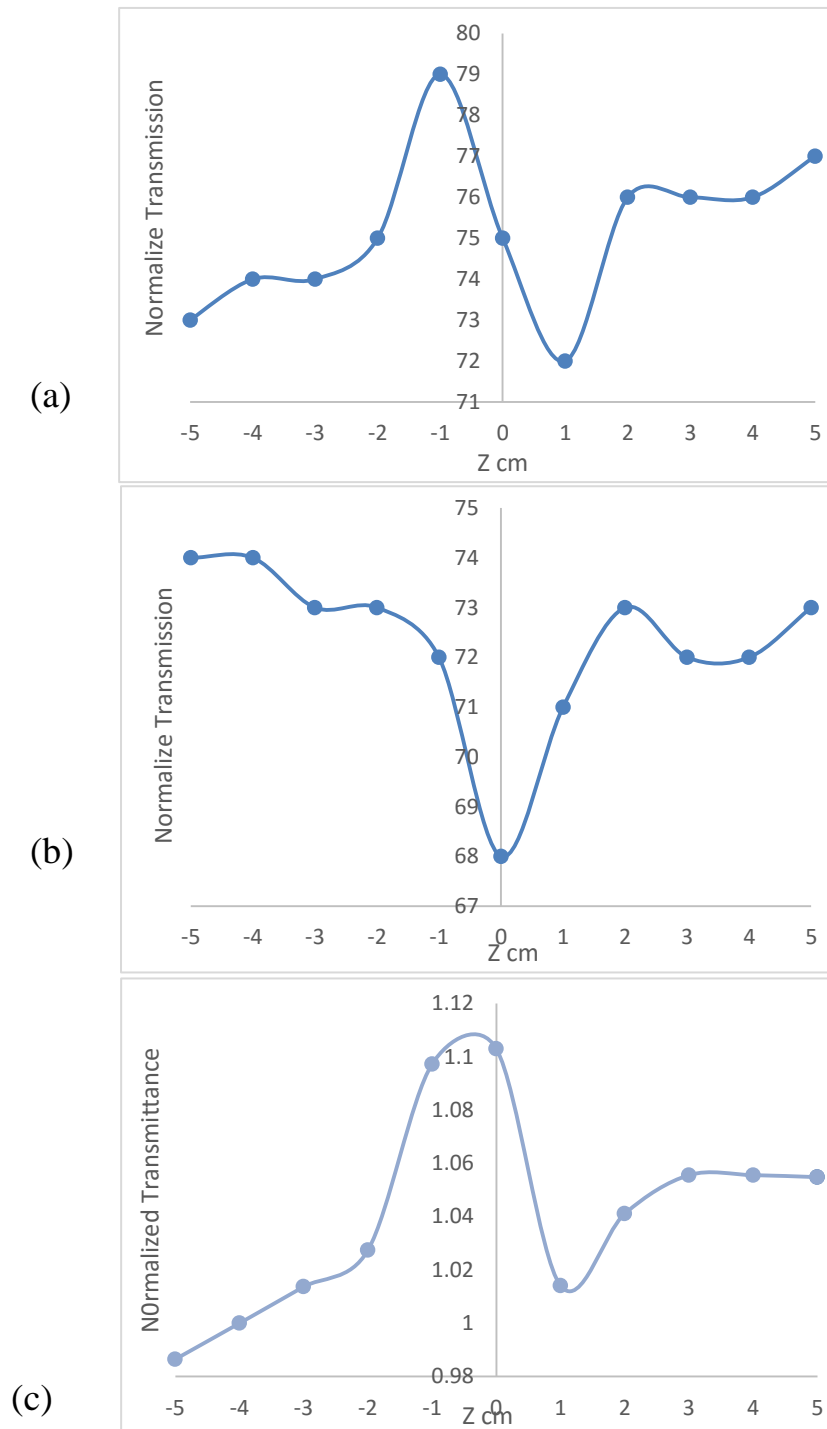 80
79
78
77
76
75
74
73
72
71
-5 -4 -3 -2 -1 0 1 2 3 4 5
Normalize Transmission
Z cm
(a)
75
74
73
72
71
70
69
68
67
-5 -4 -3 -2 -1 0 1 2 3 4 5
Normalize Transmission
Z cm
(b)
1.12
1.1
1.08
1.06
1.04
1.02
1
0.98
-5 -4 -3 -2 -1 0 1 2 3 4 5
N0rmalized Transmittance
Z cm
(c)